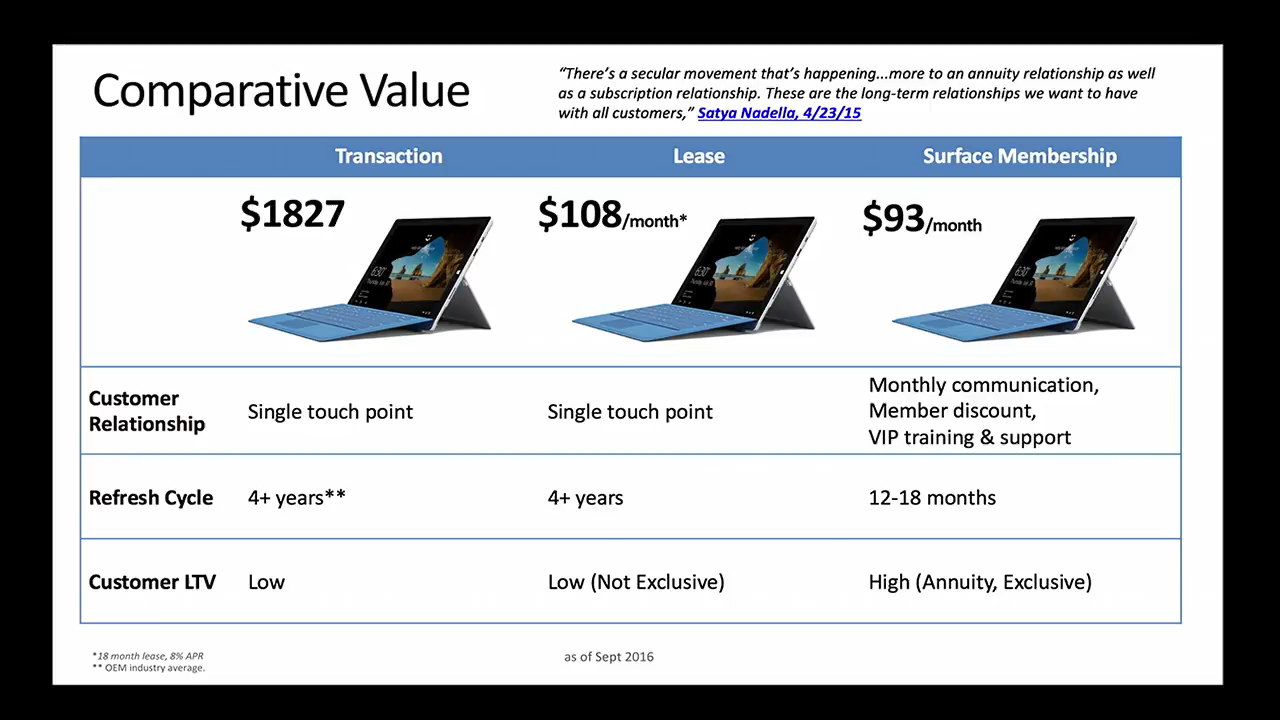 Comparative Value
“There’s a secular movement that’s happening...more to an annuity relationship as well
as a subscription relationship. These are the long-term relationships we want to have
with all customers,” Satya Nadella, 4/23/15
Transaction
Lease
Surface Membership
$1827
$108/month*
$93/month
Customer
Relationship
Single touch point
Single touch point
Monthly communication,
Member discount,
VIP training & support
Refresh Cycle
4+ years**
4+ years
12-18 months
Customer LTV
Low
Low (Not Exclusive)
High (Annuity, Exclusive)
*18 month lease, 8% APR
** OEM industry average.
as of Sept 2016